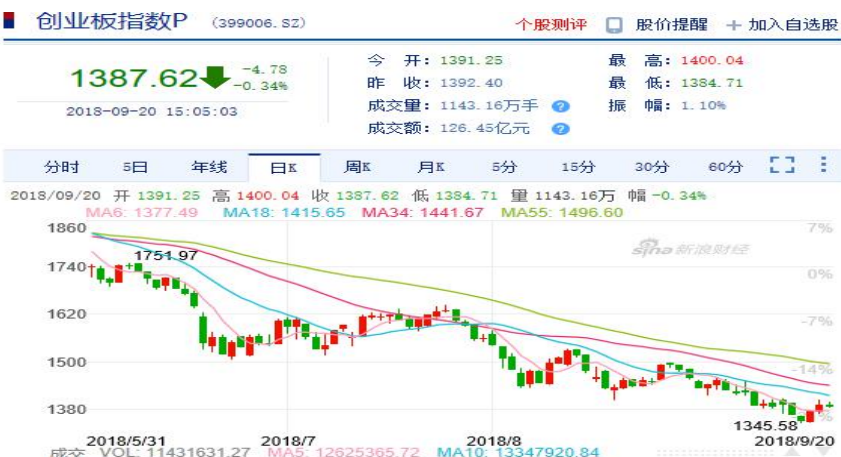 创业板指数P (399006.SZ) 个股测评 股价提醒 + 加入自选股
1387.62 -4.78
-0.34%
2018-09-20 15:05:03
今 开: 1391.25 最 高: 1400.04
昨 收: 1392.40 最 低: 1384.71
成交量: 1143.16万手 ? 振 幅: 1.10%
成交额: 126.45亿元 ?
分时 5日 年线 日K 周K 月K 5分 15分 30分 60分
2018/09/20 开 1391.25 高 1400.04 收 1387.62 低 1384.71 量 1143.16万 幅 -0.34%
MA6: 1377.49 MA18: 1415.65 MA34: 1441.67 MA55: 1496.60
1860 7%
sina 新浪财经
1751.97
1740 0%
1620 -7%
1500 -14%
1380
1345.58
2018/5/31 2018/7 2018/8 2018/9/20
成交 VOL: 11431631.27 MA5: 12625365.72 MA10: 13347920.84